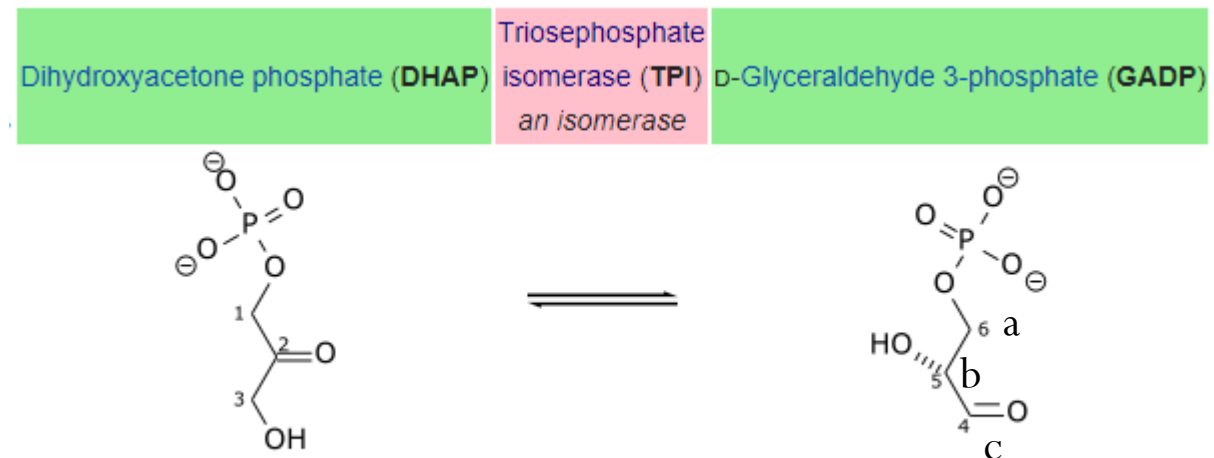 Dihydroxyacetone phosphate (DHAP)
Triosephosphate
isomerase (TPI)
an isomerase
D-Glyceraldehyde 3-phosphate (GADP)
⊖
O
O
P
O
⊖
O
1
2
O
3
OH
O
⊖
O
P
O
⊖
O
6
a
HO
5
b
O
4
c